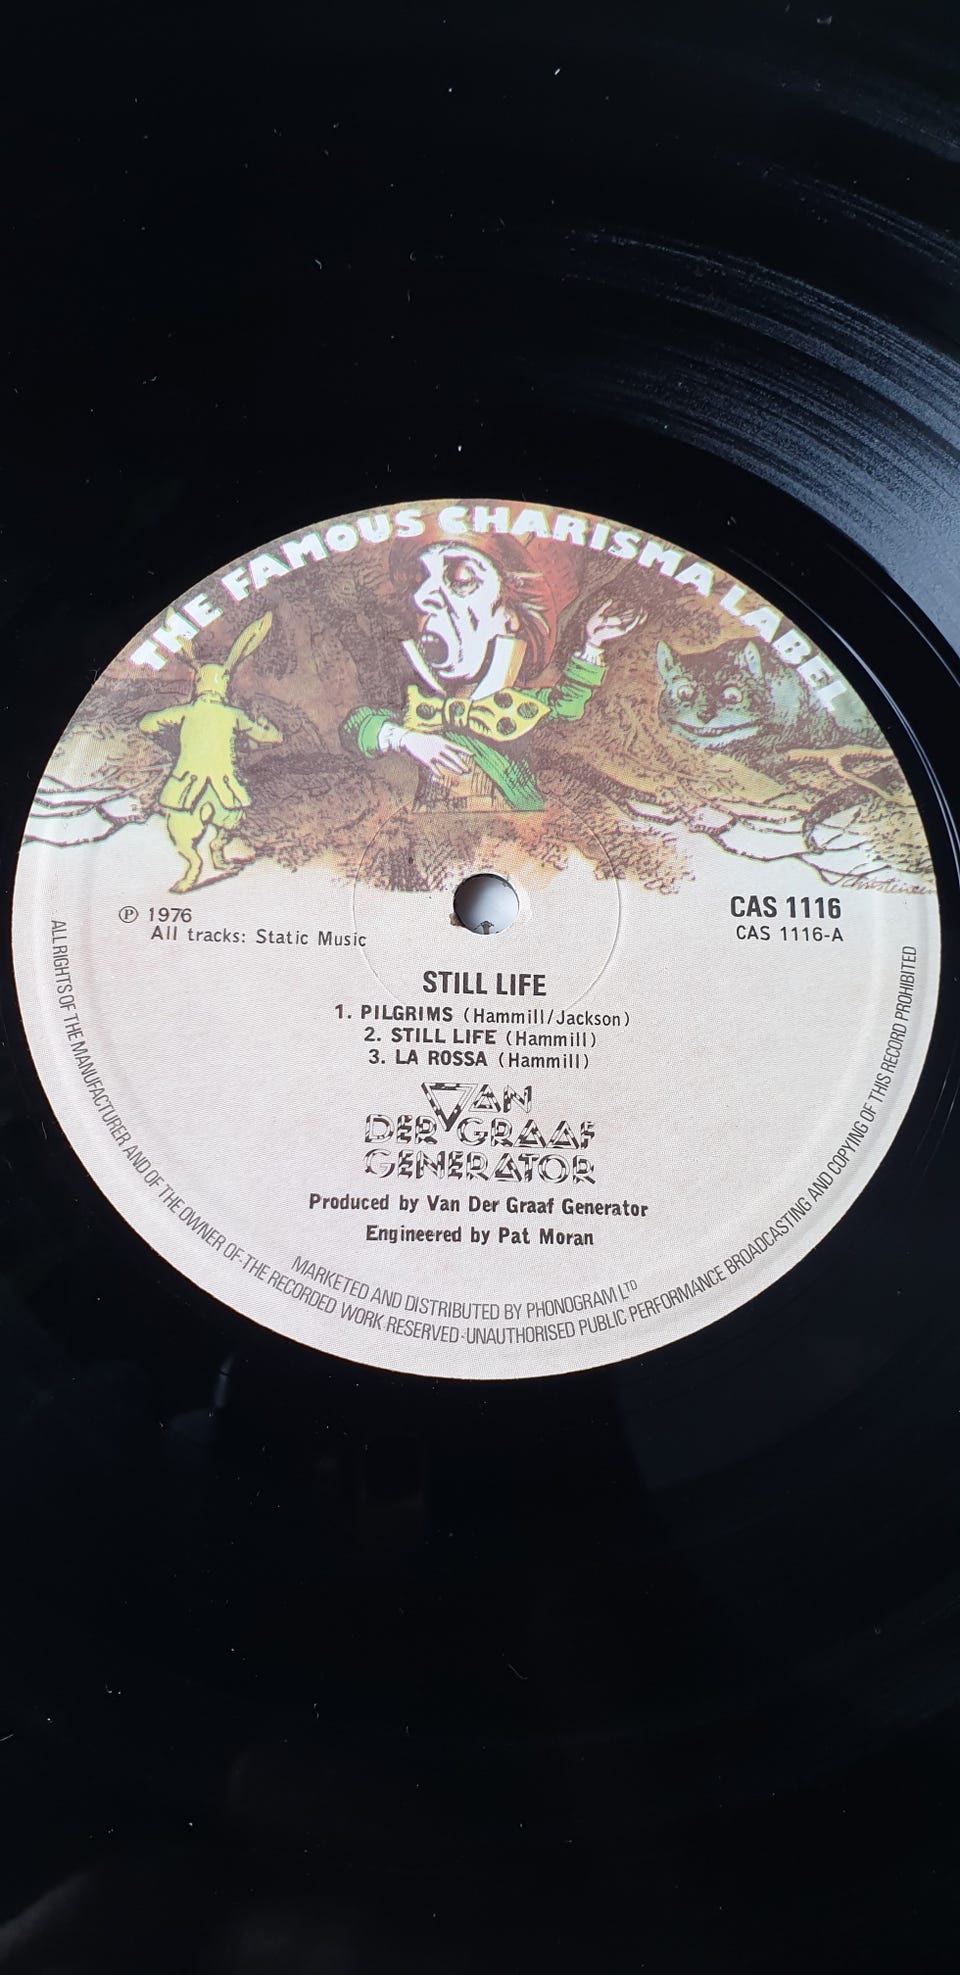 THE FAMOUS CHARISMA LABEL
℗ 1976
All tracks: Static Music
CAS 1116
CAS 1116-A
STILL LIFE
1. PILGRIMS (Hammill/Jackson)
2. STILL LIFE (Hammill)
3. LA ROSSA (Hammill)
VAN
DER GRAAF
GENERATOR
Produced by Van Der Graaf Generator
Engineered by Pat Moran
MARKETED AND DISTRIBUTED BY PHONOGRAM LTD
ALL RIGHTS OF THE MANUFACTURER AND OF THE OWNER OF THE RECORDED WORK RESERVED · UNAUTHORISED PUBLIC PERFORMANCE BROADCASTING AND COPYING OF THIS RECORD PROHIBITED